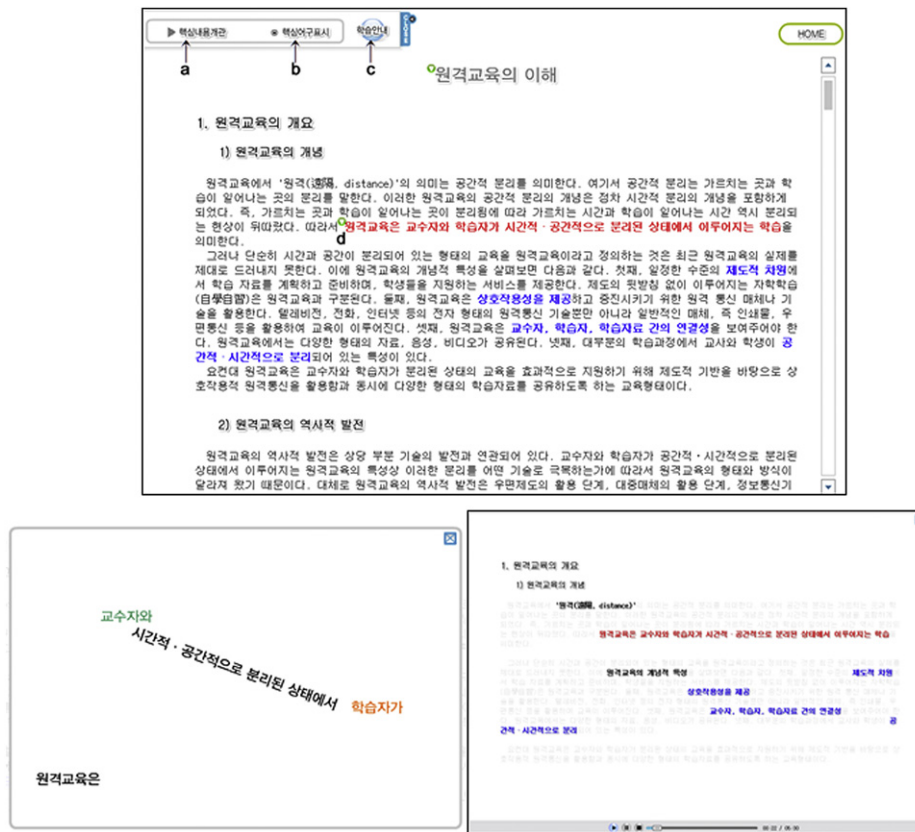 ▶ 핵심내용개관
◉ 핵심어구표시
학습안내
CLOSE
HOME
a
b
c
원격교육의 이해
1. 원격교육의 개요
1) 원격교육의 개념
원격교육에서 '원격(遠隔, distance)'의 의미는 공간적 분리를 의미한다. 여기서 공간적 분리는 가르치는 곳과 학
습이 일어나는 곳의 분리를 말한다. 이러한 원격교육의 공간적 분리의 개념은 점차 시간적 분리의 개념을 포함하게
되었다. 즉, 가르치는 곳과 학습이 일어나는 곳이 분리됨에 따라 가르치는 시간과 학습이 일어나는 시간 역시 분리되
는 현상이 뒤따랐다. 따라서 원격교육은 교수자와 학습자가 시간적·공간적으로 분리된 상태에서 이루어지는 학습을
d
의미한다.
그러나 단순히 시간과 공간이 분리되어 있는 형태의 교육을 원격교육이라고 정의하는 것은 최근 원격교육의 실제를
제대로 드러내지 못한다. 이에 원격교육의 개념적 특성을 살펴보면 다음과 같다. 첫째, 일정한 수준의 제도적 차원에
서 학습 자료를 계획하고 준비하며, 학생들을 지원하는 서비스를 제공한다. 제도의 뒷받침 없이 이루어지는 자학학습
(自學自習)은 원격교육과 구분된다. 둘째, 원격교육은 상호작용성을 제공하고 증진시키기 위한 원격 통신 매체나 기
술을 활용한다. 텔레비전, 전화, 인터넷 등의 전자 형태의 원격통신 기술뿐만 아니라 일반적인 매체, 즉 인쇄물, 우
편통신 등을 활용하여 교육이 이루어진다. 셋째, 원격교육은 교수자, 학습자, 학습자료 간의 연결성을 보여주어야 한
다. 원격교육에서는 다양한 형태의 자료, 음성, 비디오가 공유된다. 넷째, 대부분의 학습과정에서 교사와 학생이 공
간적·시간적으로 분리되어 있는 특성이 있다.
요컨대 원격교육은 교수자와 학습자가 분리된 상태의 교육을 효과적으로 지원하기 위해 제도적 기반을 바탕으로 상
호작용적 원격통신을 활용함과 동시에 다양한 형태의 학습자료를 공유하도록 하는 교육형태이다.
2) 원격교육의 역사적 발전
원격교육의 역사적 발전은 상당 부분 기술의 발전과 연관되어 있다. 교수자와 학습자가 공간적·시간적으로 분리된
상태에서 이루어지는 원격교육의 특성상 이러한 분리를 어떤 기술로 극복하는가에 따라서 원격교육의 형태와 방식이
달라져 왔기 때문이다. 대체로 원격교육의 역사적 발전은 우편제도의 활용 단계, 대중매체의 활용 단계, 정보통신기
교수자와
시간적·공간적으로 분리된 상태에서
학습자가
원격교육은
1. 원격교육의 개요
1) 원격교육의 개념
'원격(遠隔, distance)'
원격교육은 교수자와 학습자가 시간적·공간적으로 분리된 상태에서 이루어지는 학습
원격교육의 개념적 특성 제도적 차원
상호작용성을 제공
교수자, 학습자, 학습자료 간의 연결성
공
간적·시간적으로 분리